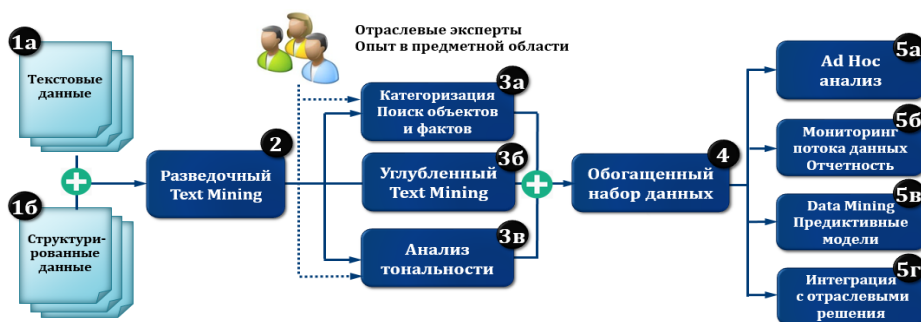 1а
Текстовые
данные
1б
Структури-
рованные
данные
2
Разведочный
Text Mining
Отраслевые эксперты
Опыт в предметной области
3а
Категоризация
Поиск объектов
и фактов
3б
Углубленный
Text Mining
3в
Анализ
тональности
4
Обогащенный
набор данных
5а
Ad Hoc
анализ
5б
Мониторинг
потока данных
Отчетность
5в
Data Mining
Предиктивные
модели
5г
Интеграция
с отраслевыми
решения